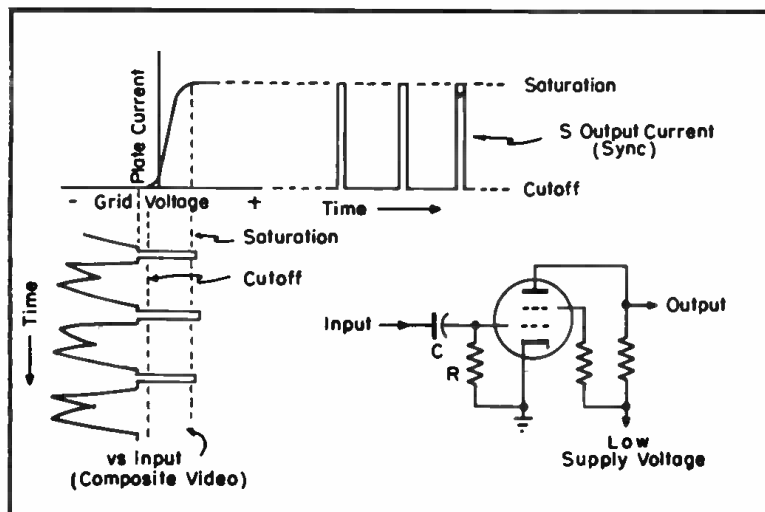 Plate Current
Saturation
S Output Current
(Sync)
Cutoff
- Grid Voltage +
Time
Saturation
Cutoff
Time
vs Input
(Composite Video)
Input
C
R
Output
Low
Supply Voltage